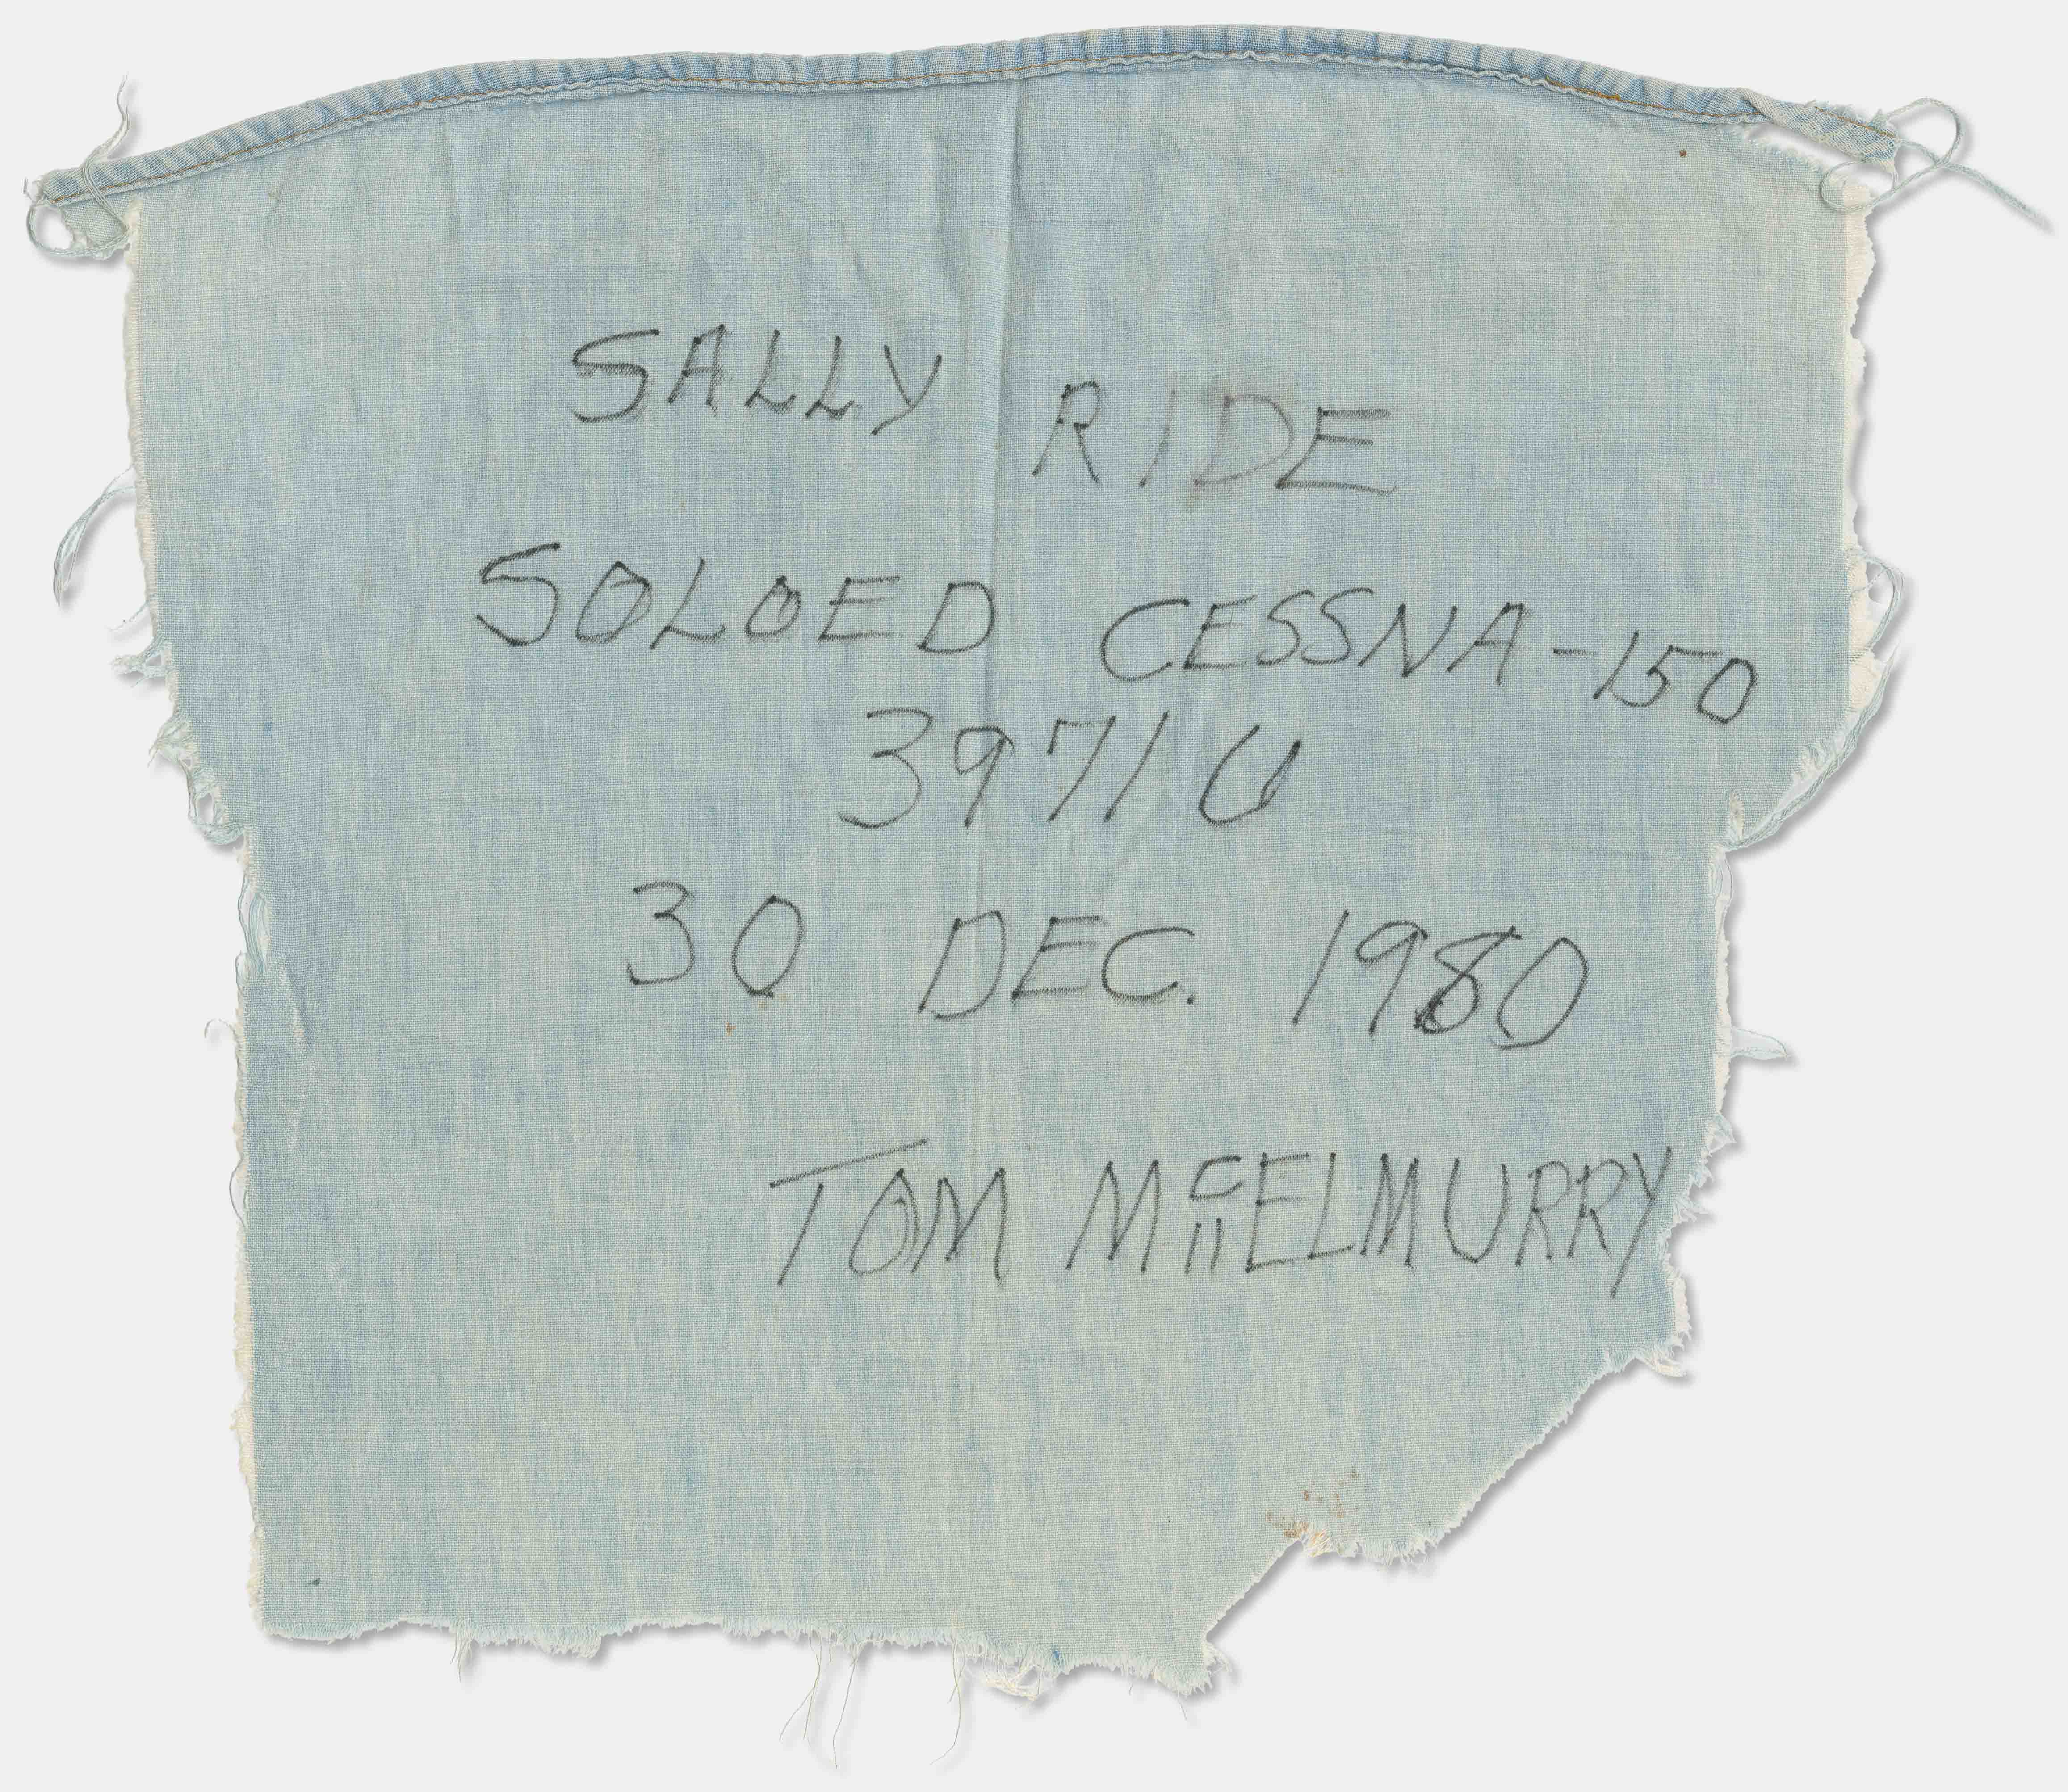 SALLY RIDE
SOLOED CESSNA-150
3971U
30 DEC. 1980
TOM McELMURRY